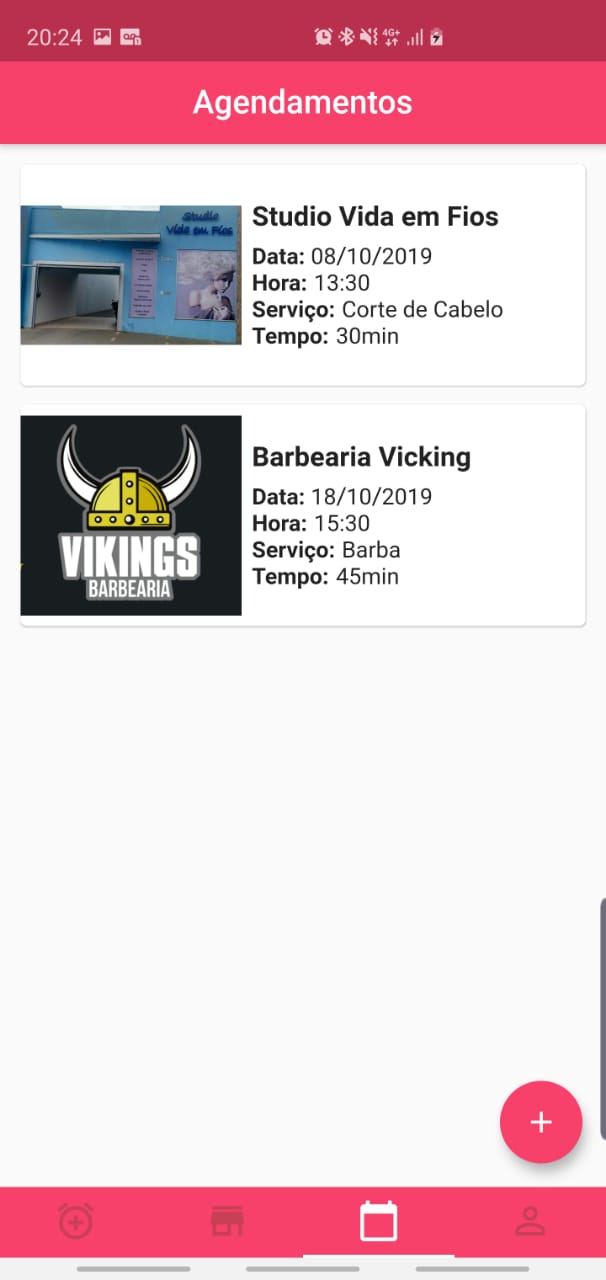 20:24
4G+
Agendamentos
Studio
Vida em Fios
Studio Vida em Fios
Data: 08/10/2019
Hora: 13:30
Serviço: Corte de Cabelo
Tempo: 30min
VIKINGS
BARBEARIA
Barbearia Vicking
Data: 18/10/2019
Hora: 15:30
Serviço: Barba
Tempo: 45min